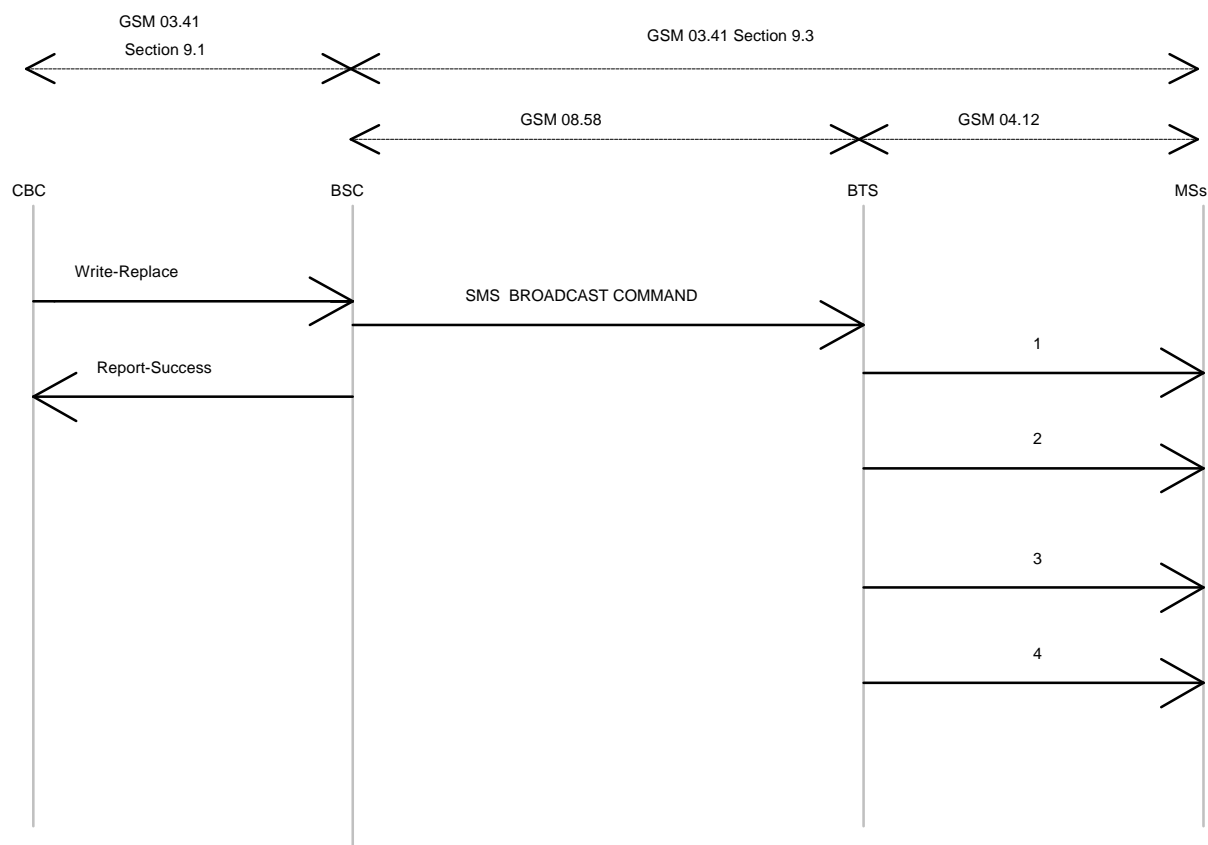 GSM 03.41
Section 9.1
GSM 03.41 Section 9.3
GSM 08.58
GSM 04.12
CBC
BSC
BTS
MSs
Write-Replace
SMS BROADCAST COMMAND
1
Report-Success
2
3
4